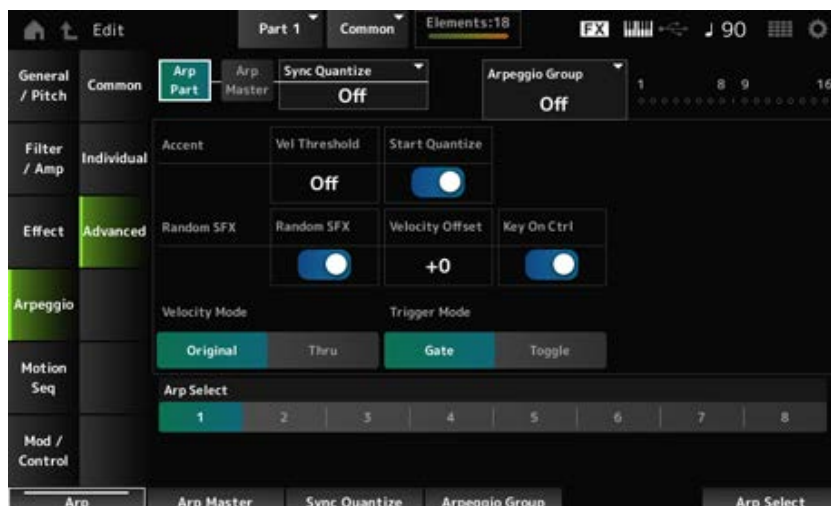 Edit Part 1 Common Elements:18 FX 90
General / Pitch
Common
Arp Part
Arp Master
Sync Quantize
Off
Arpeggio Group
Off
1 8 9 16
Filter / Amp
Individual
Accent
Vel Threshold
Off
Start Quantize
Effect
Advanced
Random SFX
Random SFX
Velocity Offset
+0
Key On Ctrl
Arpeggio
Velocity Mode
Trigger Mode
Original Thru Gate Toggle
Motion Seq
Arp Select
1 2 3 4 5 6 7 8
Mod / Control
Arp Arp Master Sync Quantize Arpeggio Group Arp Select